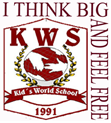 I THINK BIG
AND FEEL FREE
KWS
Kid's World School
1991